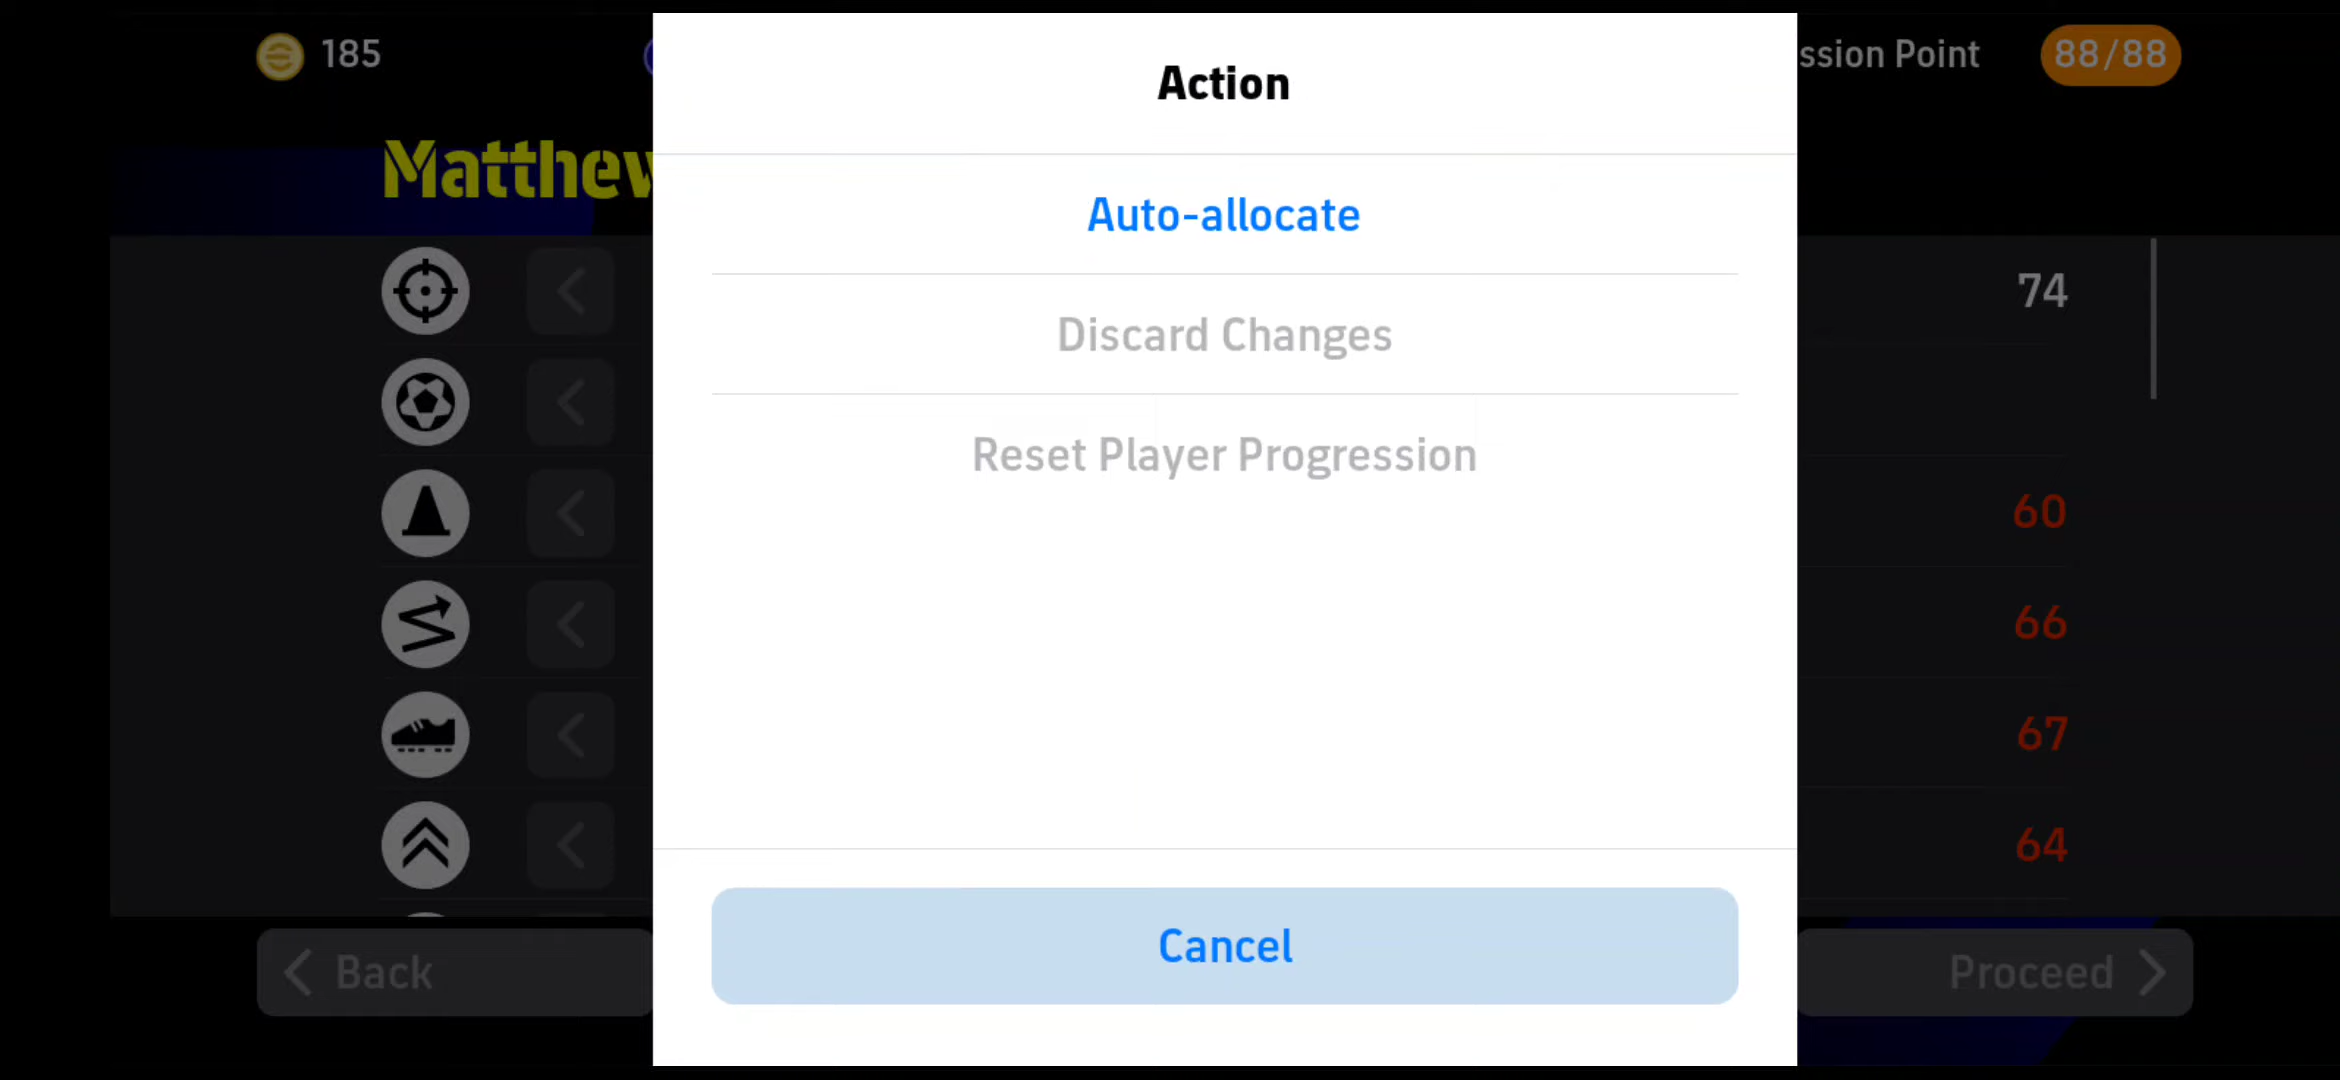 185
ssion Point
88/88
Action
Matthew
Auto-allocate
74
Discard Changes
Reset Player Progression
60
66
67
64
Cancel
Back
Proceed